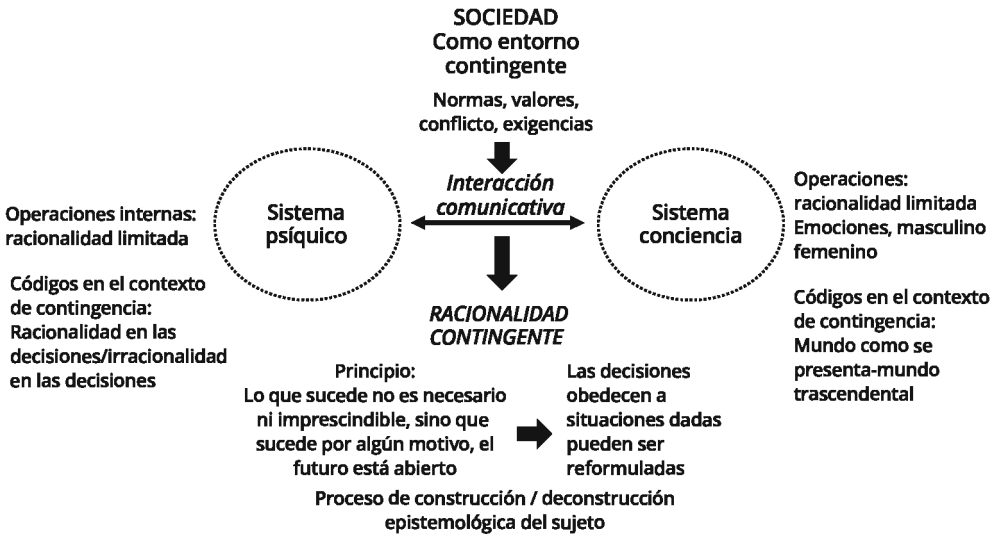 SOCIEDAD
Como entorno
contingente
Normas, valores,
conflicto, exigencias
Interacción
comunicativa
Sistema
psíquico
Sistema
conciencia
Operaciones internas:
racionalidad limitada
Códigos en el contexto
de contingencia:
Racionalidad en las
decisiones/irracionalidad
en las decisiones
Operaciones:
racionalidad limitada
Emociones, masculino
femenino
Códigos en el contexto
de contingencia:
Mundo como se
presenta-mundo
trascendental
RACIONALIDAD
CONTINGENTE
Principio:
Lo que sucede no es necesario
ni imprescindible, sino que
sucede por algún motivo, el
futuro está abierto
Las decisiones
obedecen a
situaciones dadas
pueden ser
reformuladas
Proceso de construcción / deconstrucción
epistemológica del sujeto